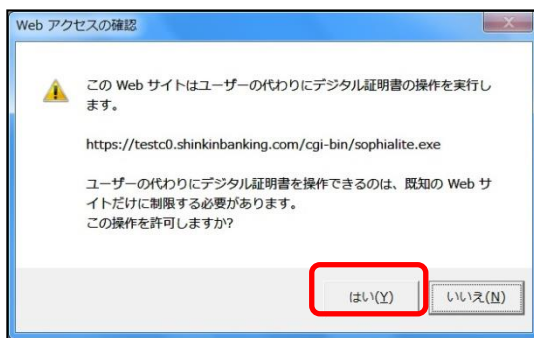 Web アクセスの確認
この Web サイトはユーザーの代わりにデジタル証明書の操作を実行し
ます。
https://testc0.shinkinbanking.com/cgi-bin/sophialite.exe
ユーザーの代わりにデジタル証明書を操作できるのは、既知の Web サ
イトだけに制限する必要があります。
この操作を許可しますか?
はい(Y) いいえ(N)